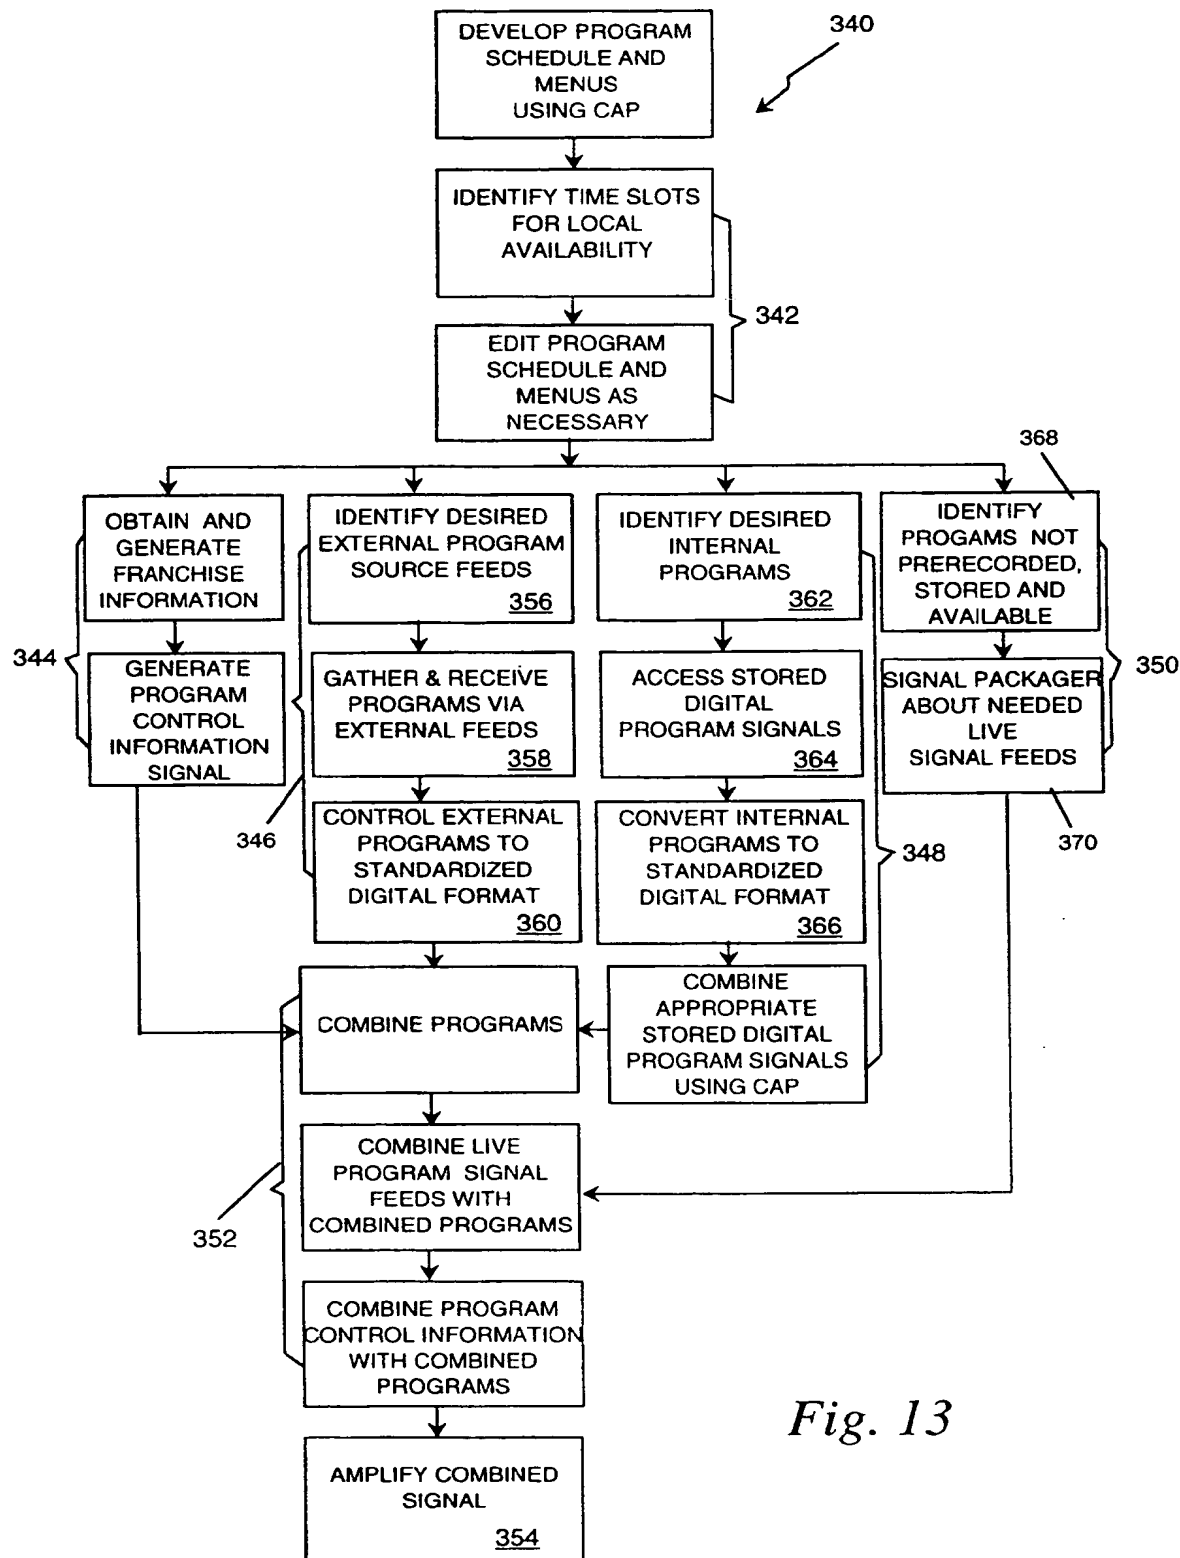 DEVELOP PROGRAM
SCHEDULE AND
MENUS
USING CAP
340
IDENTIFY TIME SLOTS
FOR LOCAL
AVAILABILITY
342
EDIT PROGRAM
SCHEDULE AND
MENUS AS
NECESSARY
344
OBTAIN AND
GENERATE
FRANCHISE
INFORMATION
GENERATE
PROGRAM
CONTROL
INFORMATION
SIGNAL
346
IDENTIFY DESIRED
EXTERNAL PROGRAM
SOURCE FEEDS
356
GATHER & RECEIVE
PROGRAMS VIA
EXTERNAL FEEDS
358
CONTROL EXTERNAL
PROGRAMS TO
STANDARDIZED
DIGITAL FORMAT
360
IDENTIFY DESIRED
INTERNAL
PROGRAMS
362
ACCESS STORED
DIGITAL
PROGRAM SIGNALS
364
CONVERT INTERNAL
PROGRAMS TO
STANDARDIZED
DIGITAL FORMAT
366
348
COMBINE
APPROPRIATE
STORED DIGITAL
PROGRAM SIGNALS
USING CAP
368
IDENTIFY
PROGAMS NOT
PRERECORDED,
STORED AND
AVAILABLE
350
SIGNAL PACKAGER
ABOUT NEEDED
LIVE
SIGNAL FEEDS
370
COMBINE PROGRAMS
352
COMBINE LIVE
PROGRAM SIGNAL
FEEDS WITH
COMBINED PROGRAMS
COMBINE PROGRAM
CONTROL INFORMATION
WITH COMBINED
PROGRAMS
AMPLIFY COMBINED
SIGNAL
354
Fig. 13